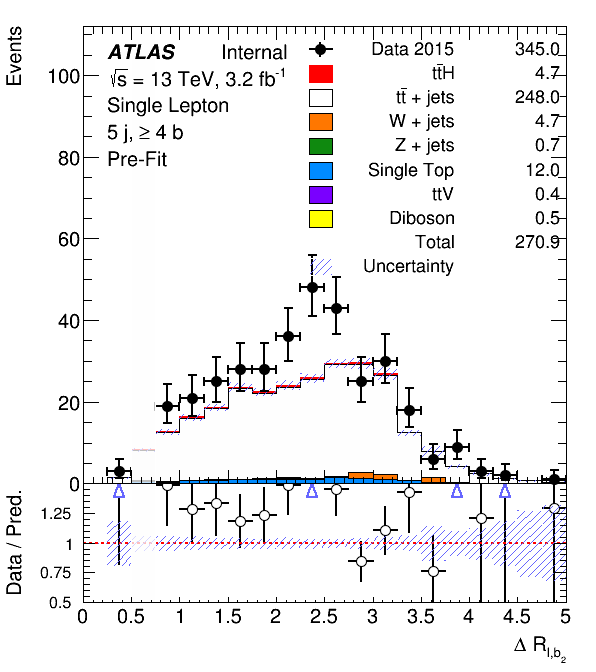 Events
ATLAS Internal
√s = 13 TeV, 3.2 fb⁻¹
Single Lepton
5 j, ≥ 4 b
Pre-Fit
Data 2015 345.0
tt̄H 4.7
tt̄ + jets 248.0
W + jets 4.7
Z + jets 0.7
Single Top 12.0
ttV 0.4
Diboson 0.5
Total 270.9
Uncertainty
100
80
60
40
20
0
Data / Pred.
1.25
1
0.75
0.5
0 0.5 1 1.5 2 2.5 3 3.5 4 4.5 5
Δ R_{l,b_2}